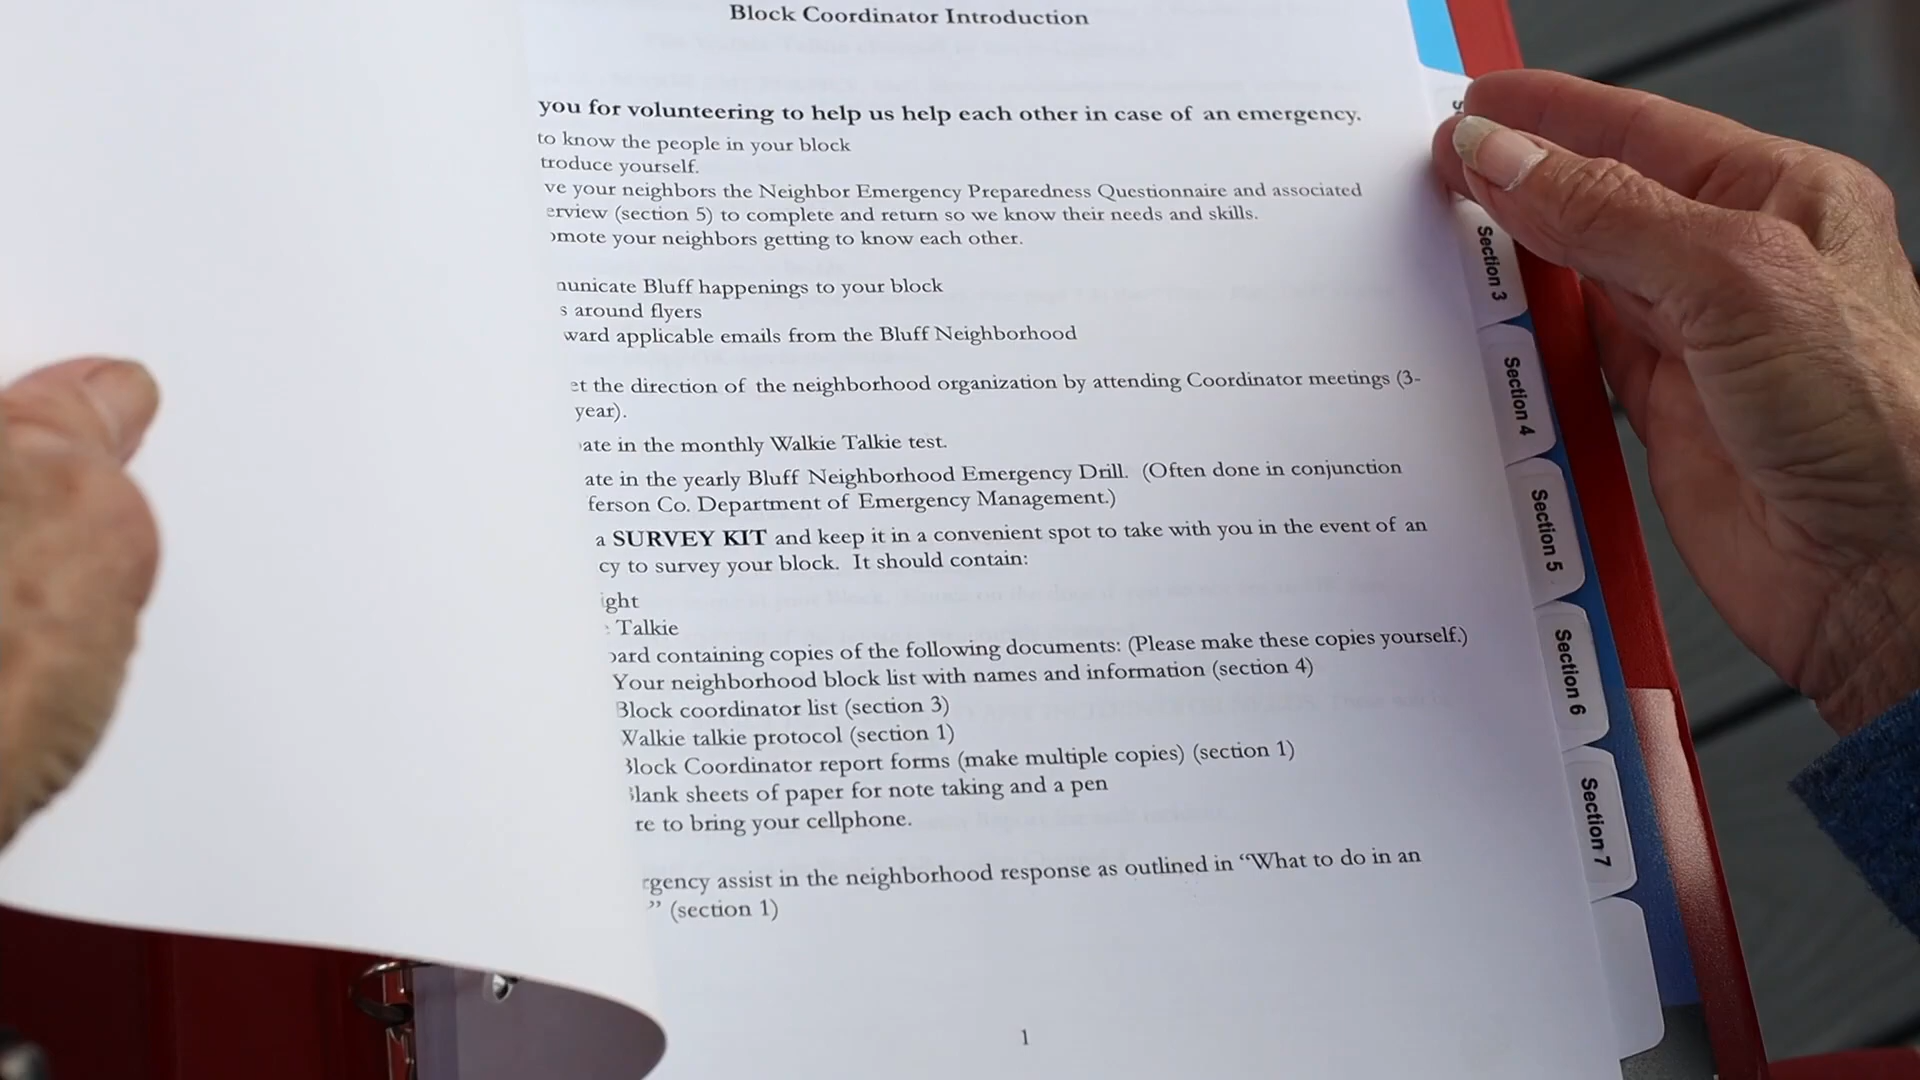 Block Coordinator Introduction
you for volunteering to help us help each other in case of an emergency.
to know the people in your block
troduce yourself.
ve your neighbors the Neighbor Emergency Preparedness Questionnaire and associated
erview (section 5) to complete and return so we know their needs and skills.
omote your neighbors getting to know each other.
nunicate Bluff happenings to your block
s around flyers
ward applicable emails from the Bluff Neighborhood
et the direction of the neighborhood organization by attending Coordinator meetings (3-
year).
ate in the monthly Walkie Talkie test.
ate in the yearly Bluff Neighborhood Emergency Drill. (Often done in conjunction
ferson Co. Department of Emergency Management.)
a SURVEY KIT and keep it in a convenient spot to take with you in the event of an
cy to survey your block. It should contain:
ight
Talkie
ard containing copies of the following documents: (Please make these copies yourself.)
Your neighborhood block list with names and information (section 4)
Block coordinator list (section 3)
Walkie talkie protocol (section 1)
Block Coordinator report forms (make multiple copies) (section 1)
Blank sheets of paper for note taking and a pen
re to bring your cellphone.
rgency assist in the neighborhood response as outlined in “What to do in an
” (section 1)
1
Section 3
Section 4
Section 5
Section 6
Section 7